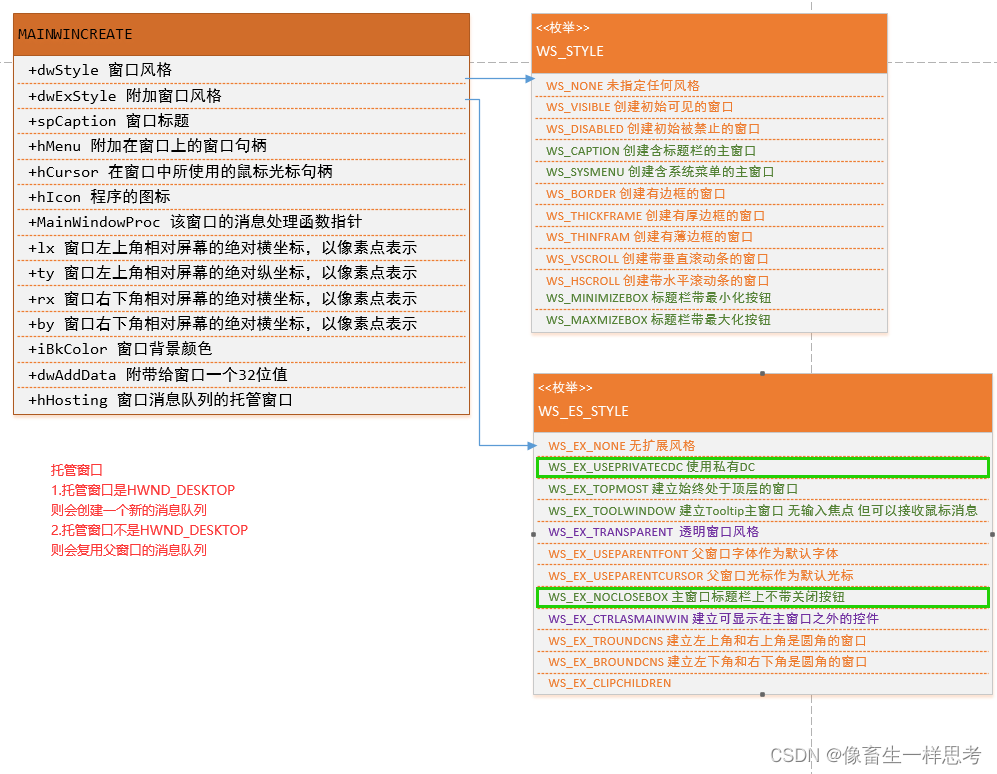 MAINWINCREATE
+dwStyle 窗口风格
+dwExStyle 附加窗口风格
+spCaption 窗口标题
+hMenu 附加在窗口上的窗口句柄
+hCursor 在窗口中所使用的鼠标光标句柄
+hIcon 程序的图标
+MainWindowProc 该窗口的消息处理函数指针
+lx 窗口左上角相对屏幕的绝对横坐标，以像素点表示
+ty 窗口左上角相对屏幕的绝对纵坐标，以像素点表示
+rx 窗口右下角相对屏幕的绝对横坐标，以像素点表示
+by 窗口右下角相对屏幕的绝对横坐标，以像素点表示
+iBkColor 窗口背景颜色
+dwAddData 附带给窗口一个32位值
+hHosting 窗口消息队列的托管窗口
托管窗口
1.托管窗口是HWND_DESKTOP
则会创建一个新的消息队列
2.托管窗口不是HWND_DESKTOP
则会复用父窗口的消息队列
<<枚举>>
WS_STYLE
WS_NONE 未指定任何风格
WS_VISIBLE 创建初始可见的窗口
WS_DISABLED 创建初始被禁止的窗口
WS_CAPTION 创建含标题栏的主窗口
WS_SYSMENU 创建含系统菜单的主窗口
WS_BORDER 创建有边框的窗口
WS_THICKFRAME 创建有厚边框的窗口
WS_THINFRAM 创建有薄边框的窗口
WS_VSCROLL 创建带垂直滚动条的窗口
WS_HSCROLL 创建带水平滚动条的窗口
WS_MINIMIZEBOX 标题栏带最小化按钮
WS_MAXMIZEBOX 标题栏带最大化按钮
<<枚举>>
WS_ES_STYLE
WS_EX_NONE 无扩展风格
WS_EX_USEPRIVATECDC 使用私有DC
WS_EX_TOPMOST 建立始终处于顶层的窗口
WS_EX_TOOLWINDOW 建立Tooltip主窗口 无输入焦点 但可以接收鼠标消息
WS_EX_TRANSPARENT 透明窗口风格
WS_EX_USEPARENTFONT 父窗口字体作为默认字体
WS_EX_USEPARENTCURSOR 父窗口光标作为默认光标
WS_EX_NOCLOSEBOX 主窗口标题栏上不带关闭按钮
WS_EX_CTRLASMAINWIN 建立可显示在主窗口之外的控件
WS_EX_TROUNDCNS 建立左上角和右上角是圆角的窗口
WS_EX_BROUNDCNS 建立左下角和右下角是圆角的窗口
WS_EX_CLIPCHILDREN
CSDN @像畜生一样思考